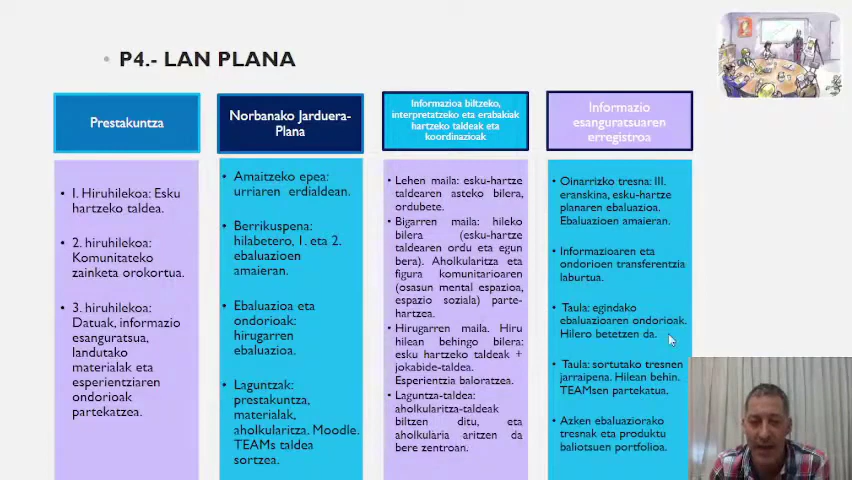 P4.- LAN PLANA
Prestakuntza
1. Hiruhilekoa: Esku
hartzeko taldea.
2. hiruhilekoa:
Komunitateko
zainketa orokortua.
3. hiruhilekoa:
Datuak, informazio
esanguratsua,
landutako
materialak eta
esperientziaren
ondorioak
partekatzea.
Norbanako Jarduera-
Plana
Amaitzeko epea:
urriaren erdialdean.
Berrikuspena:
hilabetero, 1. eta 2.
ebaluazioen
amaieran.
Ebaluazioa eta
ondorioak:
hirugarren
ebaluazioa.
Laguntzak:
prestakuntza,
materialak,
aholkularitza. Moodle.
TEAMs taldea
sortzea.
Informazioa biltzeko,
interpretatzeko eta erabakiak
hartzeko taldeak eta
koordinazioak
Lehen maila: esku-hartze
taldearen asteko bilera,
ordubete.
Bigarren maila: hileko
bilera (esku-hartze
taldearen ordu eta egun
bera). Aholkularitza eta
figura komunitarioaren
(osasun mental espazioa,
espazio soziala) parte-
hartzea.
Hirugarren maila. Hiru
hilean behingo bilera:
esku hartzeko taldeak +
jokabide-taldea.
Esperientzia baloratzea.
Laguntza-taldea:
aholkularitza-taldeak
biltzen ditu, eta
aholkularia aritzen da
bere zentroan.
Informazio
esanguratsuaren
erregistroa
Oinarrizko tresna: III.
eranskina, esku-hartze
planaren ebaluazioa.
Ebaluazioen amaieran.
Informazioaren eta
ondorioen transferentzia
laburtua.
Taula: egindako
ebaluazioaren ondorioak.
Hilero betetzen da.
Taula: sortutako tresnen
jarraipena. Hilean behin.
TEAMsen partekatua.
Azken ebaluaziorako
tresnak eta produktu
baliotsuen portfolioa.